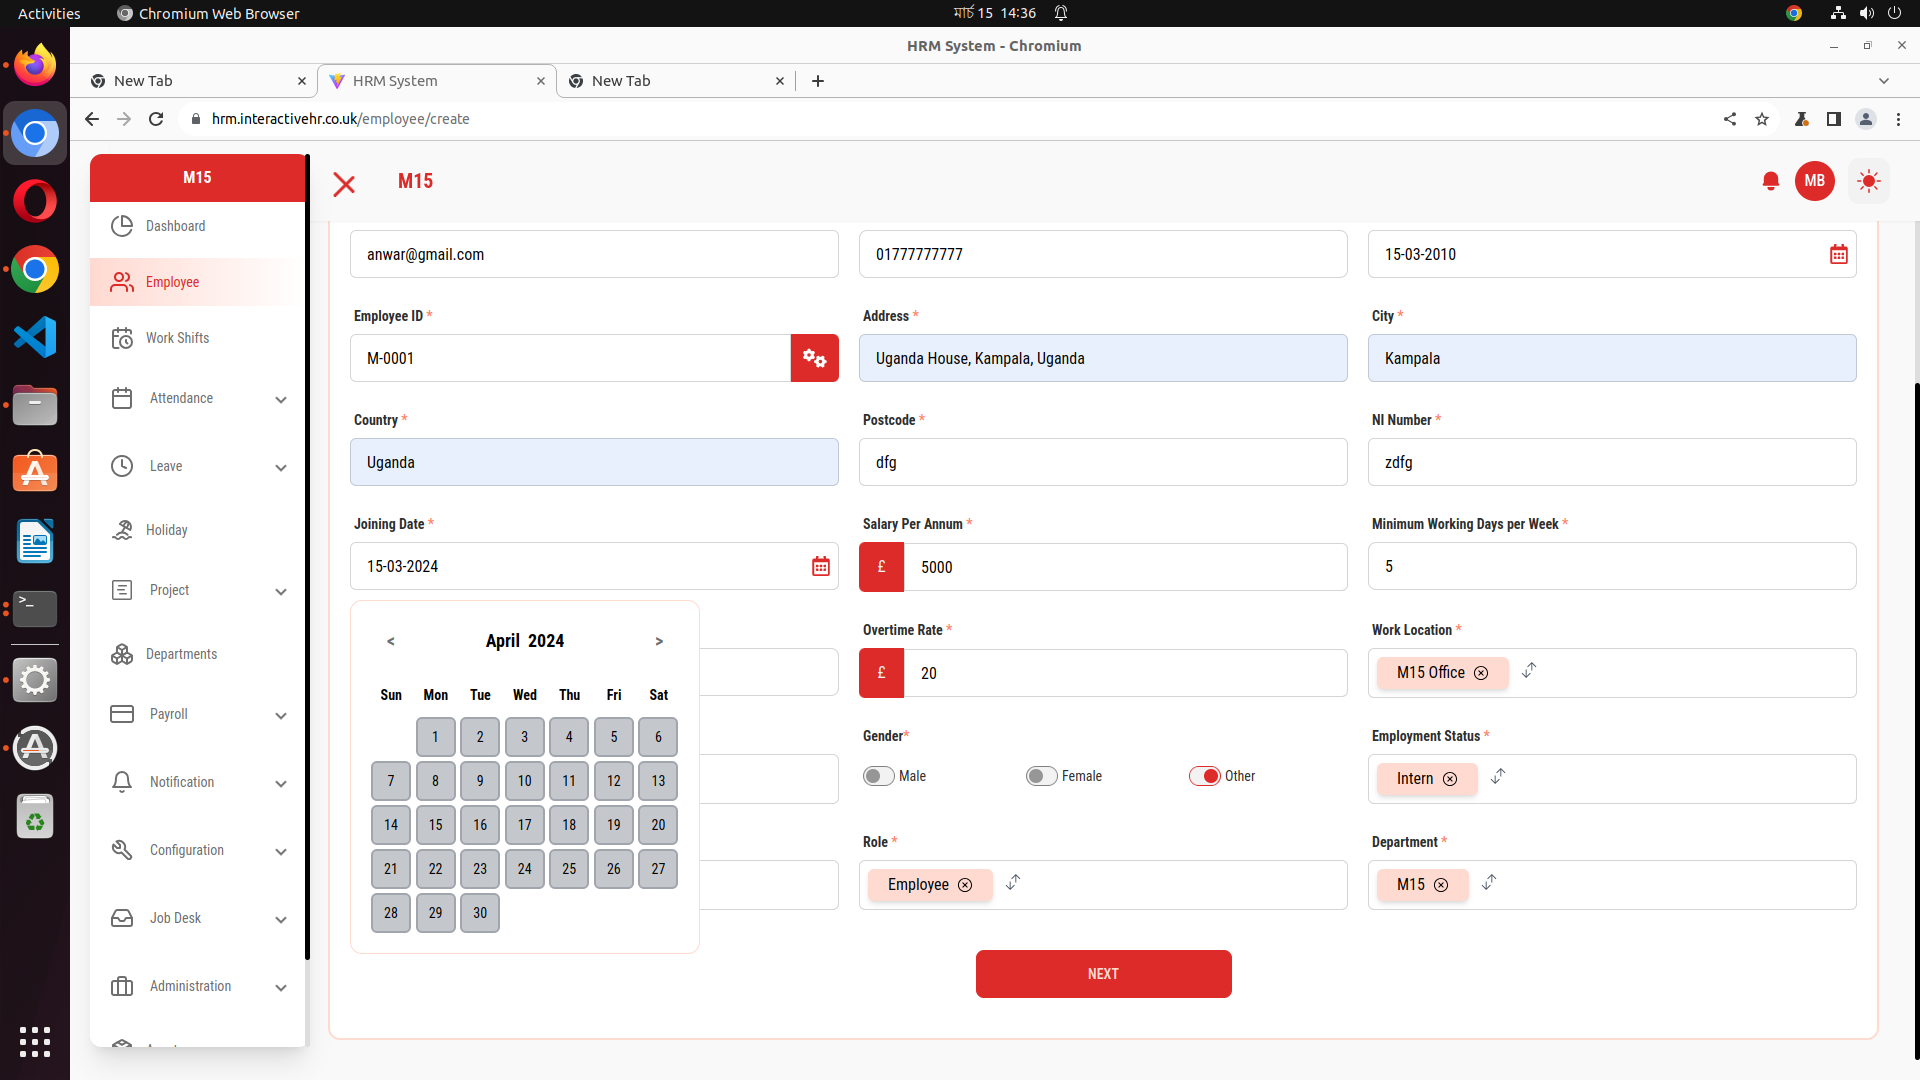 Activities
Chromium Web Browser
মার্চ 15 14:36
HRM System - Chromium
New Tab
HRM System
New Tab
hrm.interactivehr.co.uk/employee/create
M15
M15
MB
Dashboard
Employee
Work Shifts
Attendance
Leave
Holiday
Project
Departments
Payroll
Notification
Configuration
Job Desk
Administration
anwar@gmail.com
01777777777
15-03-2010
Employee ID *
Address *
City *
M-0001
Uganda House, Kampala, Uganda
Kampala
Country *
Postcode *
NI Number *
Uganda
dfg
zdfg
Joining Date *
Salary Per Annum *
Minimum Working Days per Week *
15-03-2024
£ 5000
5
< April 2024 >
Sun Mon Tue Wed Thu Fri Sat
1 2 3 4 5 6
7 8 9 10 11 12 13
14 15 16 17 18 19 20
21 22 23 24 25 26 27
28 29 30
Overtime Rate *
Work Location *
£ 20
M15 Office
Gender*
Employment Status *
Male
Female
Other
Intern
Role *
Department *
Employee
M15
NEXT